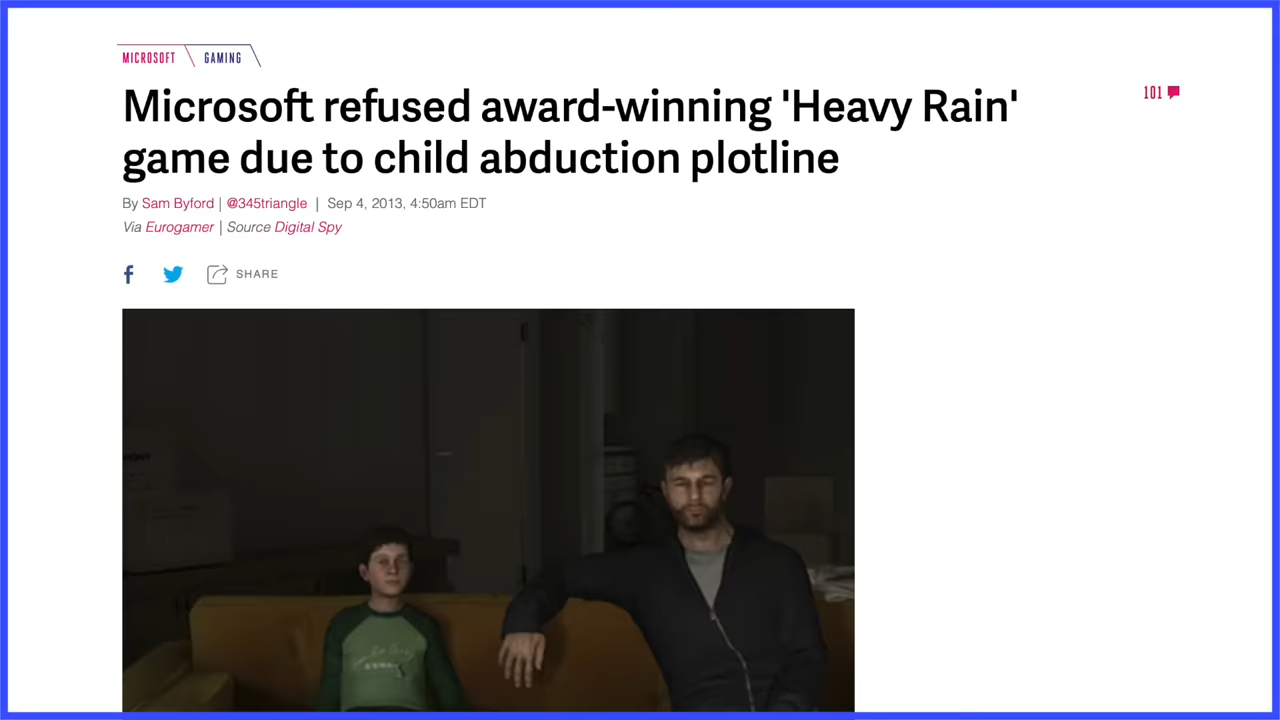 MICROSOFT GAMING
Microsoft refused award-winning 'Heavy Rain'
game due to child abduction plotline
101
By Sam Byford | @345triangle | Sep 4, 2013, 4:50am EDT
Via Eurogamer | Source Digital Spy
SHARE